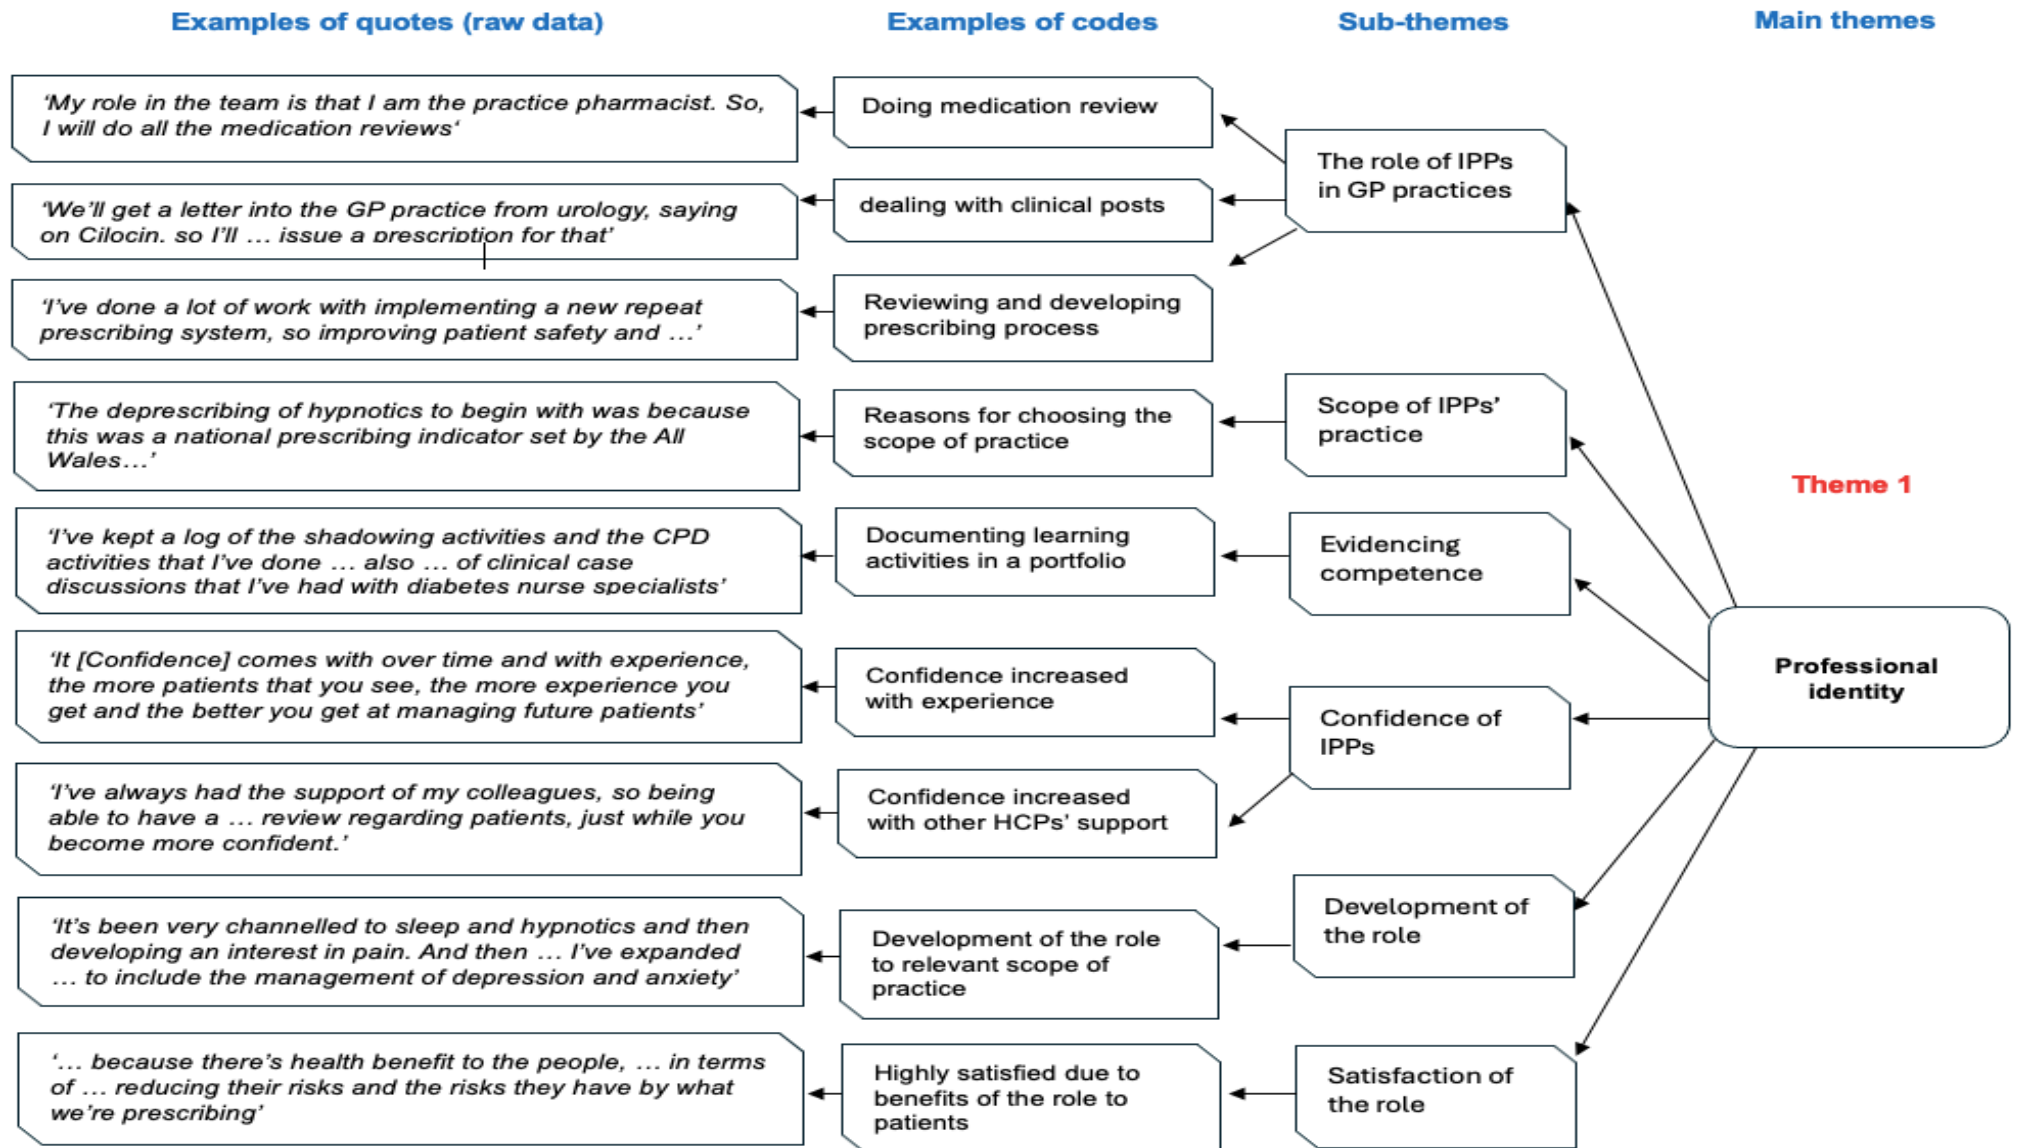 Examples of quotes (raw data)
Examples of codes
Sub-themes
Main themes
‘My role in the team is that I am the practice pharmacist. So,
I will do all the medication reviews‘
Doing medication review
The role of IPPs
in GP practices
‘We’ll get a letter into the GP practice from urology, saying
on Cilocin. so I’ll … issue a prescription for that’
dealing with clinical posts
‘I’ve done a lot of work with implementing a new repeat
prescribing system, so improving patient safety and …’
Reviewing and developing
prescribing process
‘The deprescribing of hypnotics to begin with was because
this was a national prescribing indicator set by the All
Wales…’
Reasons for choosing the
scope of practice
Scope of IPPs’
practice
Theme 1
‘I’ve kept a log of the shadowing activities and the CPD
activities that I’ve done … also … of clinical case
discussions that I’ve had with diabetes nurse specialists’
Documenting learning
activities in a portfolio
Evidencing
competence
Professional
identity
‘It [Confidence] comes with over time and with experience,
the more patients that you see, the more experience you
get and the better you get at managing future patients’
Confidence increased
with experience
Confidence of
IPPs
‘I’ve always had the support of my colleagues, so being
able to have a … review regarding patients, just while you
become more confident.’
Confidence increased
with other HCPs’ support
‘It’s been very channelled to sleep and hypnotics and then
developing an interest in pain. And then … I’ve expanded
… to include the management of depression and anxiety’
Development of the role
to relevant scope of
practice
Development of
the role
‘… because there’s health benefit to the people, … in terms
of … reducing their risks and the risks they have by what
we’re prescribing’
Highly satisfied due to
benefits of the role to
patients
Satisfaction of
the role